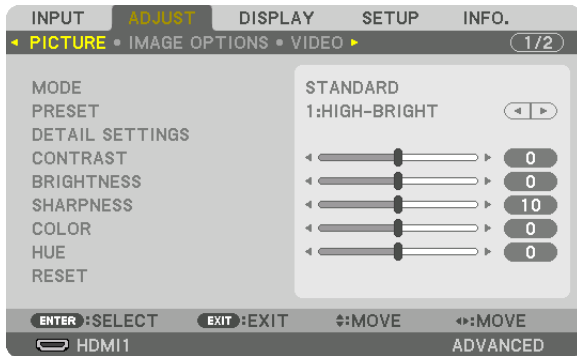 INPUT ADJUST DISPLAY SETUP INFO.
PICTURE • IMAGE OPTIONS • VIDEO 1/2
MODE STANDARD
PRESET 1:HIGH-BRIGHT
DETAIL SETTINGS
CONTRAST 0
BRIGHTNESS 0
SHARPNESS 10
COLOR 0
HUE 0
RESET
ENTER :SELECT EXIT :EXIT :MOVE :MOVE
HDMI1 ADVANCED